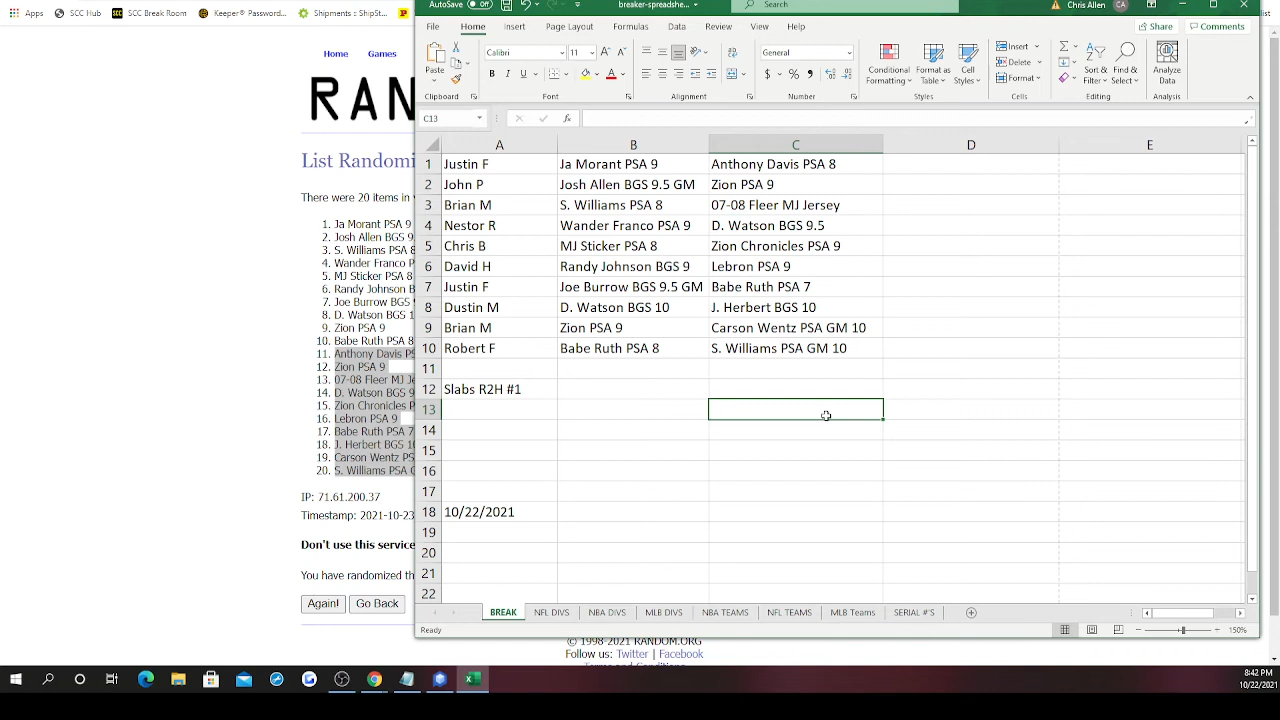 Apps
SCC Hub
SCC Break Room
Keeper® Password...
Shipments :: ShipSt...
Home Games
RAN
List Randomi
There were 20 items in
1. Ja Morant PSA 9
2. Josh Allen BGS 9
3. S. Williams PSA 8
4. Wander Franco P
5. MJ Sticker PSA 8
6. Randy Johnson B
7. Joe Burrow BGS 9
8. D. Watson BGS 1
9. Zion PSA 9
10. Babe Ruth PSA 8
11. Anthony Davis PS
12. Zion PSA 9
13. 07-08 Fleer MJ Je
14. D. Watson BGS 9
15. Zion Chronicles P
16. Lebron PSA 9
17. Babe Ruth PSA 7
18. J. Herbert BGS 10
19. Carson Wentz PSA
20. S. Williams PSA G
IP: 71.61.200.37
Timestamp: 2021-10-23
Don't use this service
You have randomized th
Again! Go Back
© 1998-2021 RANDOM.ORG
Follow us: Twitter | Facebook
AutoSave Off breaker-spreadshe... Search Chris Allen CA
File Home Insert Page Layout Formulas Data Review View Help Share Comments
Paste Calibri 11 General Conditional Formatting Format as Table Cell Styles Insert Delete Format Sort & Filter Find & Select Analyze Data
Clipboard Font Alignment Number Styles Cells Editing Analysis
C13 fx
A B C D E
1 Justin F Ja Morant PSA 9 Anthony Davis PSA 8
2 John P Josh Allen BGS 9.5 GM Zion PSA 9
3 Brian M S. Williams PSA 8 07-08 Fleer MJ Jersey
4 Nestor R Wander Franco PSA 9 D. Watson BGS 9.5
5 Chris B MJ Sticker PSA 8 Zion Chronicles PSA 9
6 David H Randy Johnson BGS 9 Lebron PSA 9
7 Justin F Joe Burrow BGS 9.5 GM Babe Ruth PSA 7
8 Dustin M D. Watson BGS 10 J. Herbert BGS 10
9 Brian M Zion PSA 9 Carson Wentz PSA GM 10
10 Robert F Babe Ruth PSA 8 S. Williams PSA GM 10
11
12 Slabs R2H #1
13
14
15
16
17
18 10/22/2021
19
20
21
22
BREAK NFL DIVS NBA DIVS MLB DIVS NBA TEAMS NFL TEAMS MLB Teams SERIAL #'S
Ready 150%
8:42 PM
10/22/2021